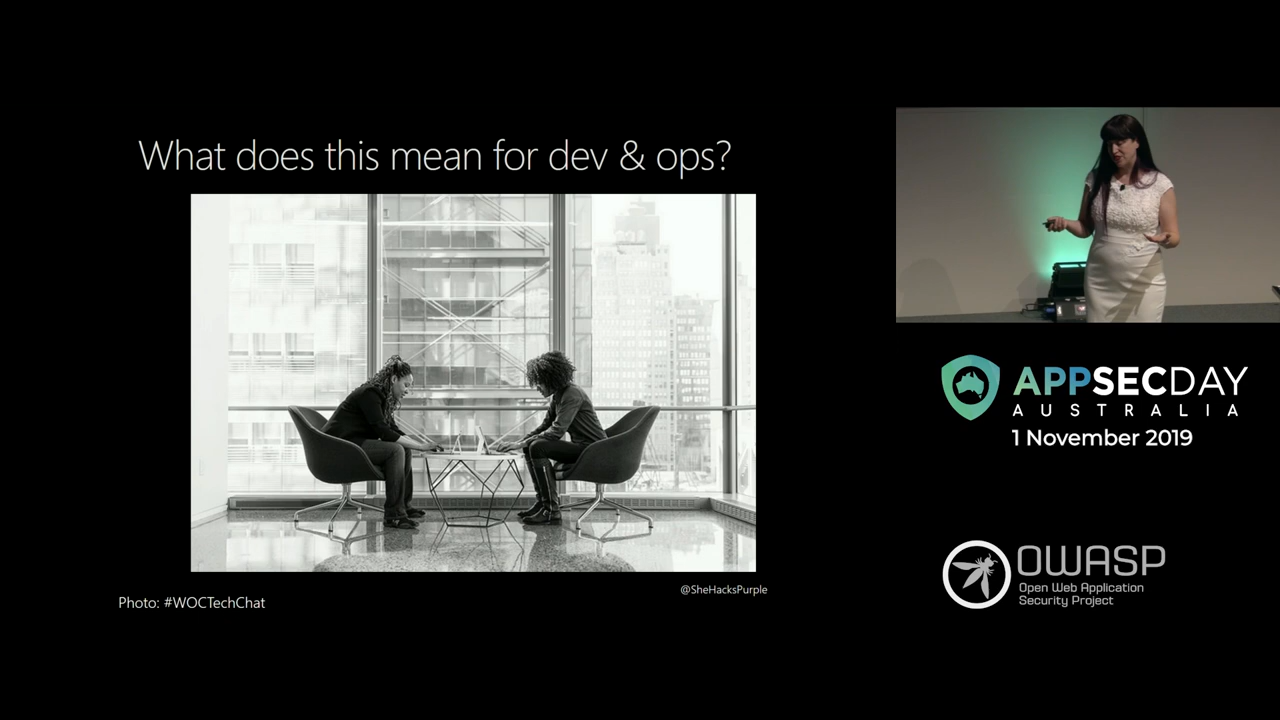 What does this mean for dev & ops?
@SheHacksPurple
Photo: #WOCTechChat
APPSECDAY
AUSTRALIA
1 November 2019
OWASP
Open Web Application
Security Project